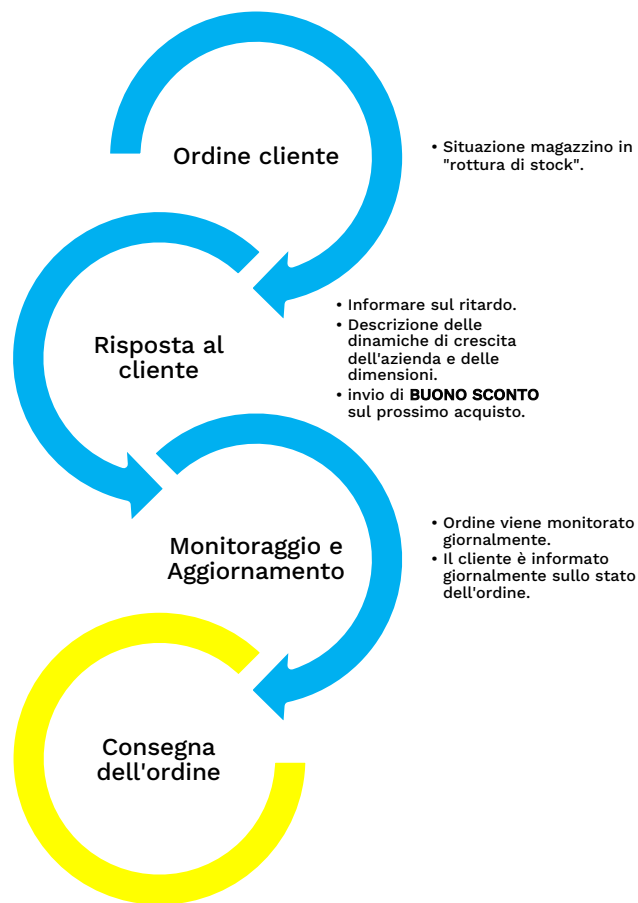 Ordine cliente
• Situazione magazzino in
"rottura di stock".
Risposta al
cliente
• Informare sul ritardo.
• Descrizione delle
dinamiche di crescita
dell'azienda e delle
dimensioni.
• invio di BUONO SCONTO
sul prossimo acquisto.
Monitoraggio e
Aggiornamento
• Ordine viene monitorato
giornalmente.
• Il cliente è informato
giornalmente sullo stato
dell'ordine.
Consegna
dell'ordine